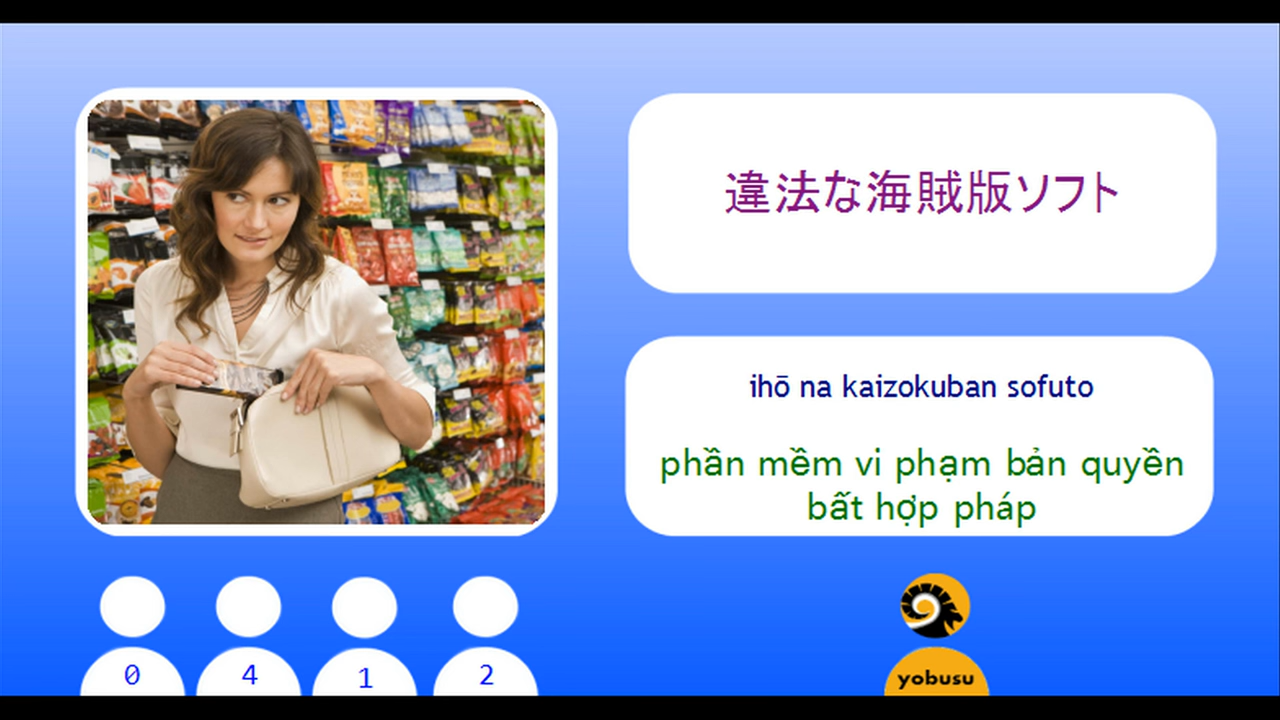 違法な海賊版ソフト
ihō na kaizokuban sofuto
phần mềm vi phạm bản quyền
bất hợp pháp
0 4 1 2
yobusu